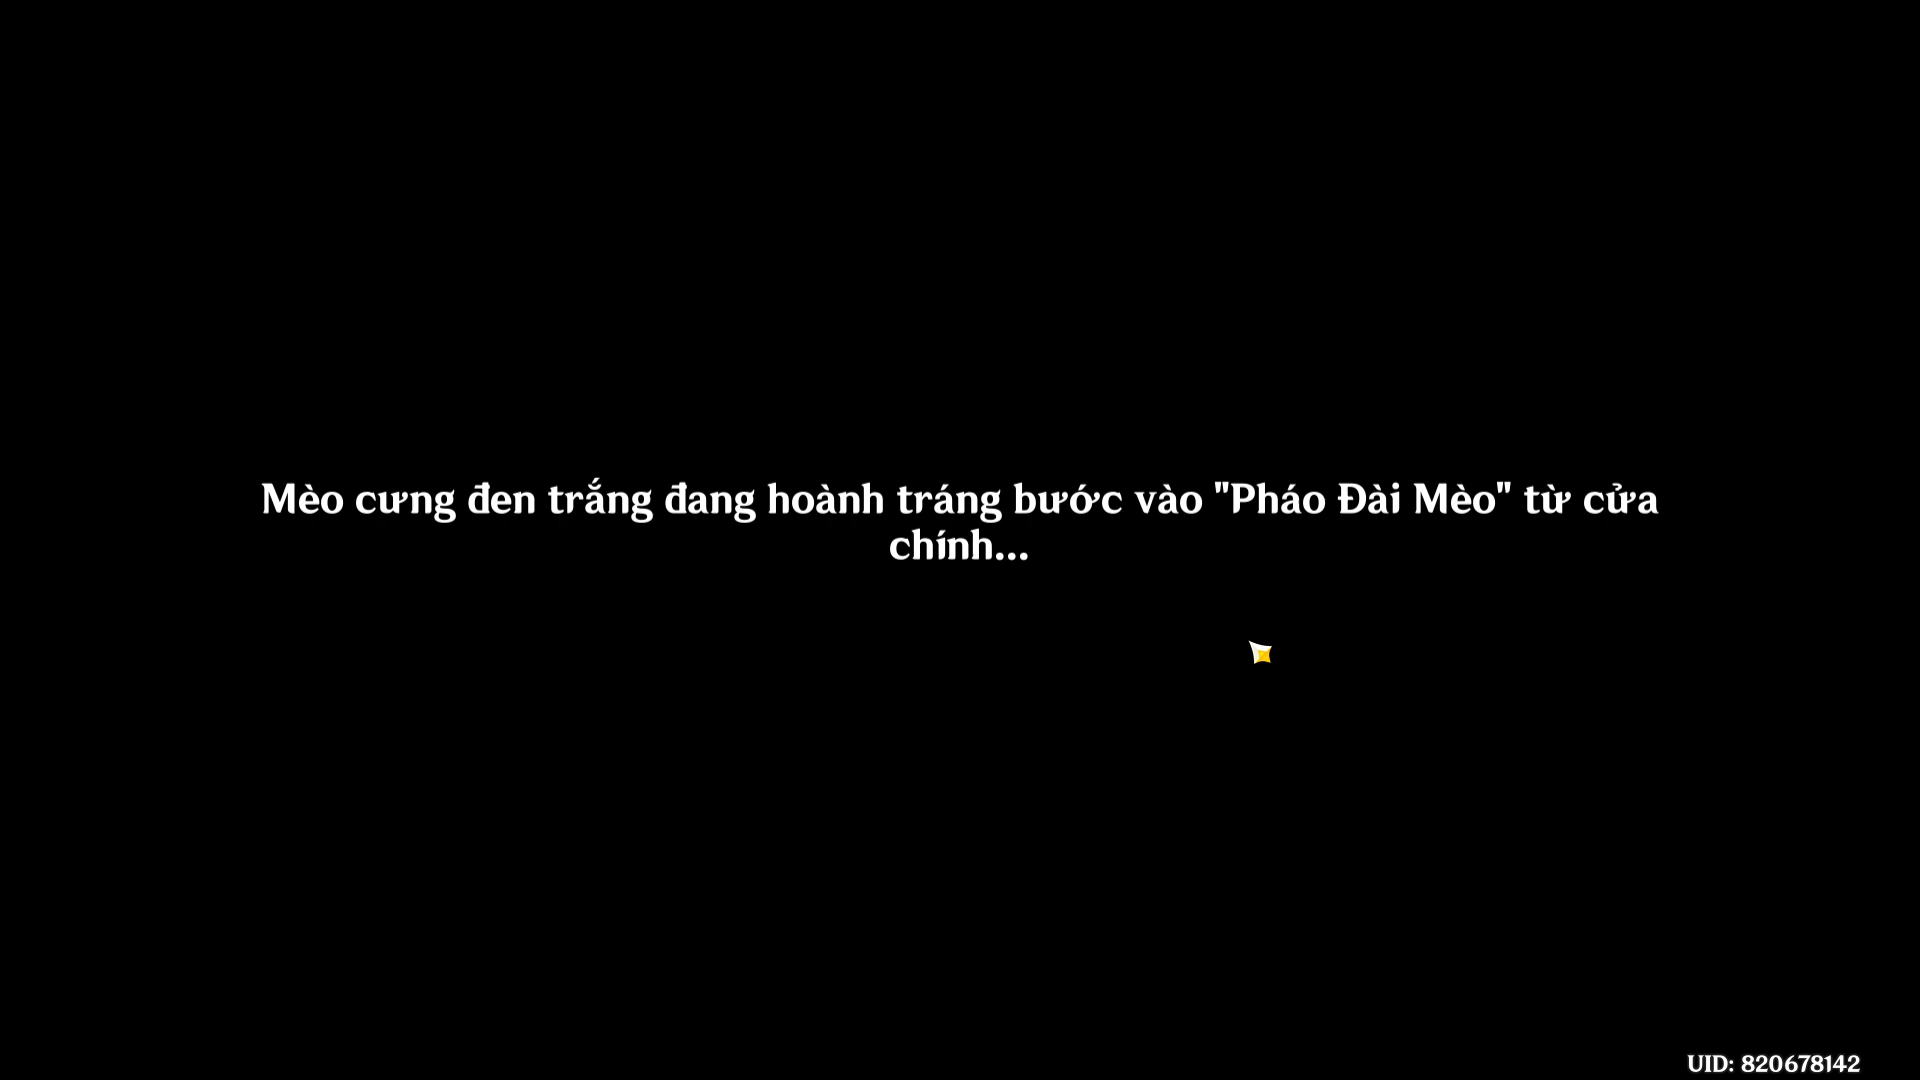 Mèo cưng đen trắng đang hoành tráng bước vào "Pháo Đài Mèo" từ cửa
chính...
UID: 820678142